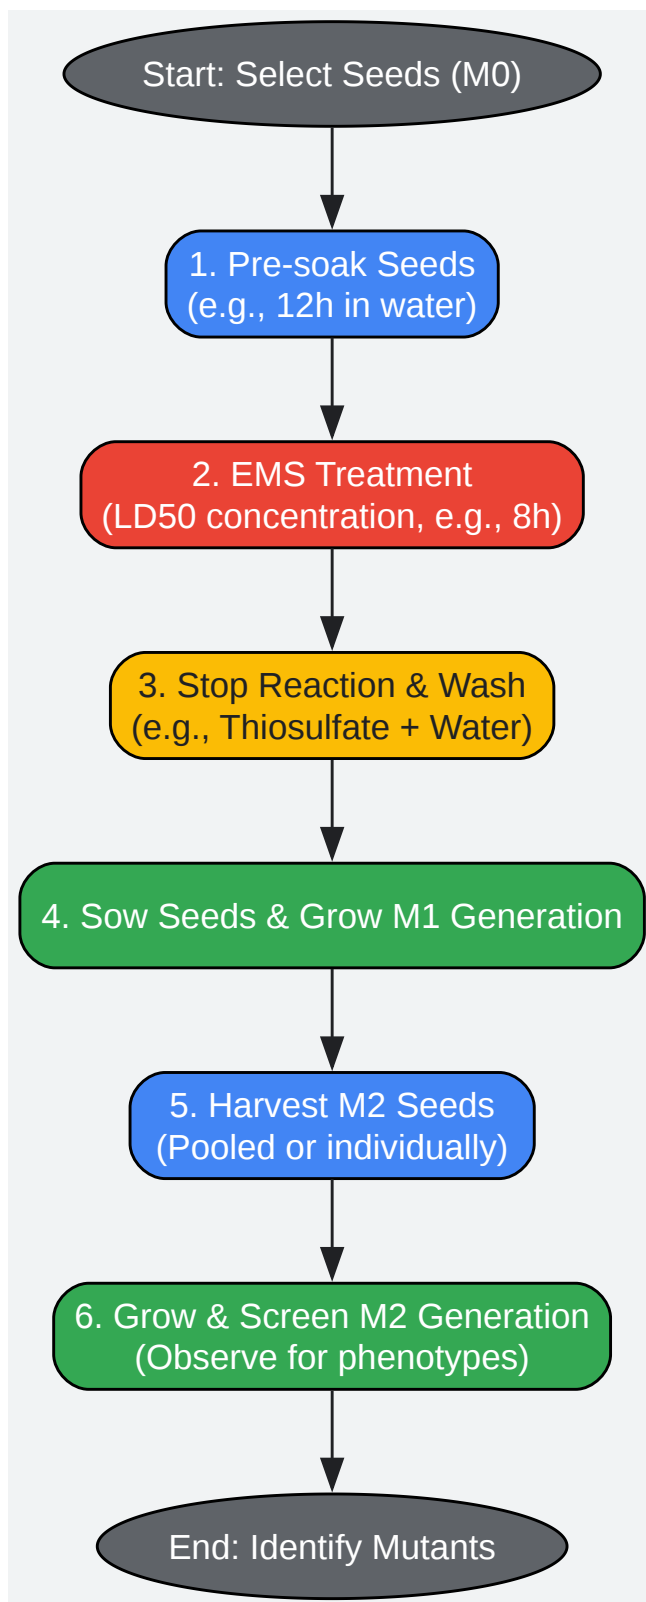 Start: Select Seeds (M0)
1. Pre-soak Seeds
(e.g., 12h in water)
2. EMS Treatment
(LD50 concentration, e.g., 8h)
3. Stop Reaction & Wash
(e.g., Thiosulfate + Water)
4. Sow Seeds & Grow M1 Generation
5. Harvest M2 Seeds
(Pooled or individually)
6. Grow & Screen M2 Generation
(Observe for phenotypes)
End: Identify Mutants